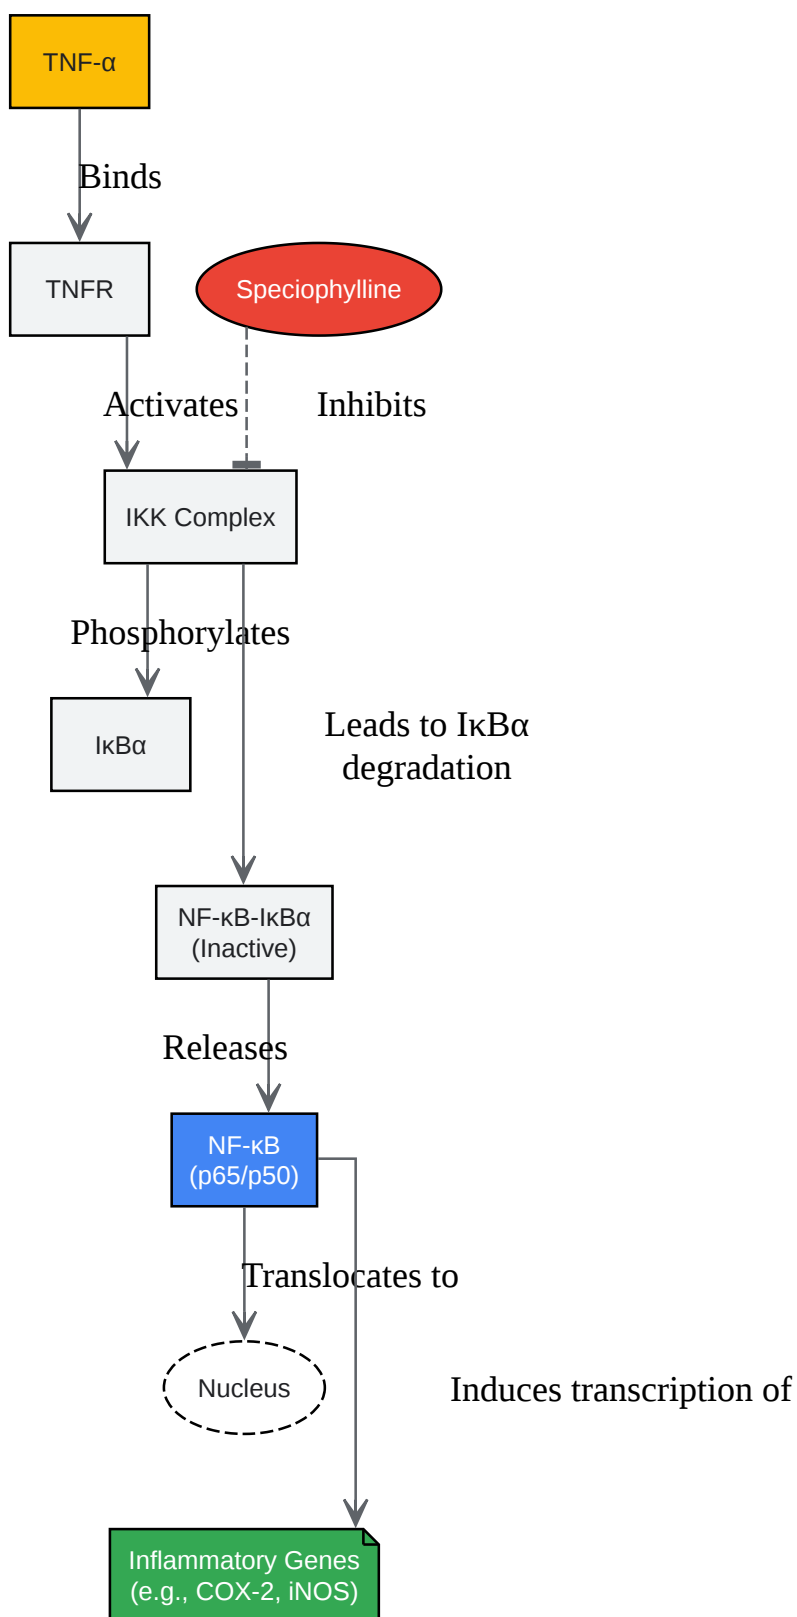 TNF-α
Binds
TNFR
Speciophylline
Activates
Inhibits
IKK Complex
Phosphorylates
Leads to IκBα
degradation
IκBα
NF-κB-IκBα
(Inactive)
Releases
NF-κB
(p65/p50)
Translocates to
Nucleus
Induces transcription of
Inflammatory Genes
(e.g., COX-2, iNOS)